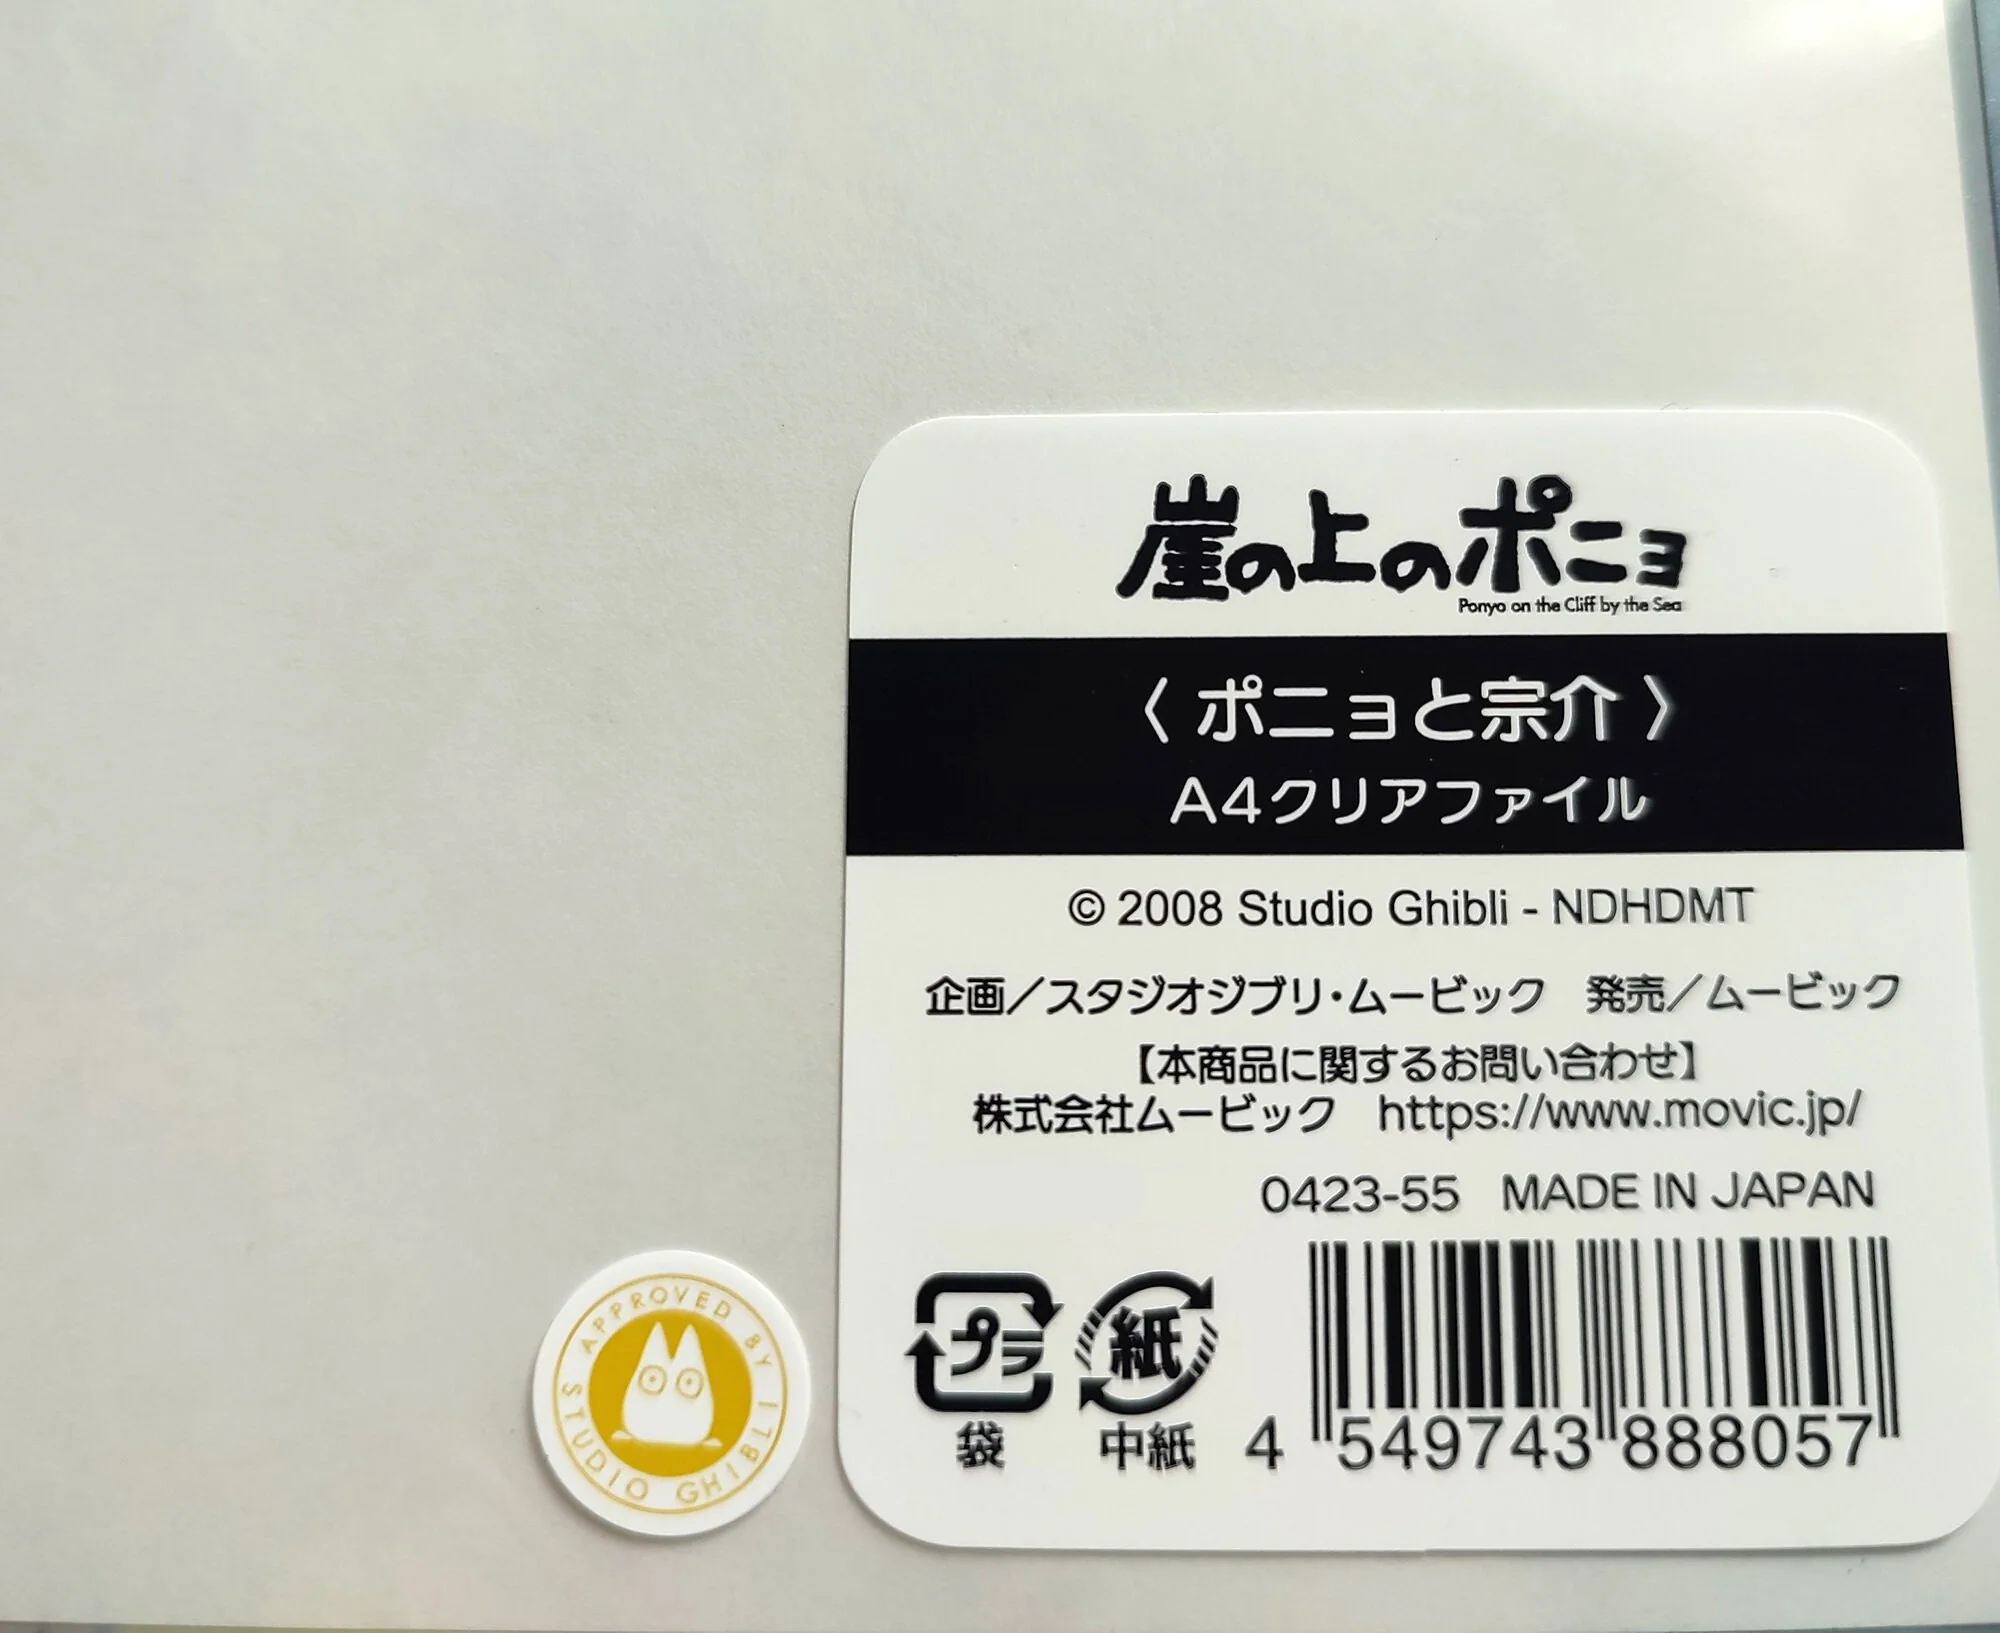 崖の上のポニョ
Ponyo on the Cliff by the Sea
〈 ポニョと宗介 〉
A4クリアファイル
© 2008 Studio Ghibli - NDHDMT
企画／スタジオジブリ・ムービック　発売／ムービック
【本商品に関するお問い合わせ】
株式会社ムービック　https://www.movic.jp/
0423-55 MADE IN JAPAN
プラ
袋
紙
中紙
4 549743 888057
APPROVED BY STUDIO GHIBLI